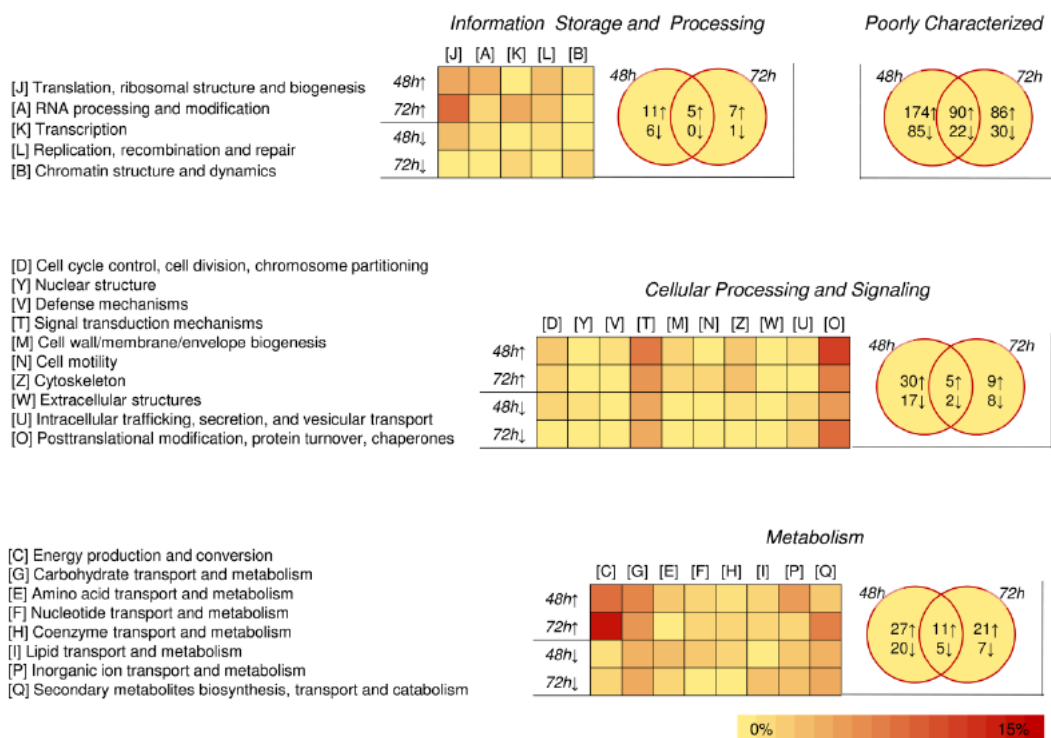 Information Storage and Processing
Poorly Characterized
[J] [A] [K] [L] [B]
[J] Translation, ribosomal structure and biogenesis
[A] RNA processing and modification
[K] Transcription
[L] Replication, recombination and repair
[B] Chromatin structure and dynamics
48h↑
72h↑
48h↓
72h↓
48h 72h
11↑ 5↑ 7↑
6↓ 0↓ 1↓
48h 72h
174↑ 90↑ 86↑
85↓ 22↓ 30↓
[D] Cell cycle control, cell division, chromosome partitioning
[Y] Nuclear structure
[V] Defense mechanisms
[T] Signal transduction mechanisms
[M] Cell wall/membrane/envelope biogenesis
[N] Cell motility
[Z] Cytoskeleton
[W] Extracellular structures
[U] Intracellular trafficking, secretion, and vesicular transport
[O] Posttranslational modification, protein turnover, chaperones
Cellular Processing and Signaling
[D] [Y] [V] [T] [M] [N] [Z] [W] [U] [O]
48h↑
72h↑
48h↓
72h↓
48h 72h
30↑ 5↑ 9↑
17↓ 2↓ 8↓
[C] Energy production and conversion
[G] Carbohydrate transport and metabolism
[E] Amino acid transport and metabolism
[F] Nucleotide transport and metabolism
[H] Coenzyme transport and metabolism
[I] Lipid transport and metabolism
[P] Inorganic ion transport and metabolism
[Q] Secondary metabolites biosynthesis, transport and catabolism
Metabolism
[C] [G] [E] [F] [H] [I] [P] [Q]
48h↑
72h↑
48h↓
72h↓
48h 72h
27↑ 11↑ 21↑
20↓ 5↓ 7↓
0% 15%